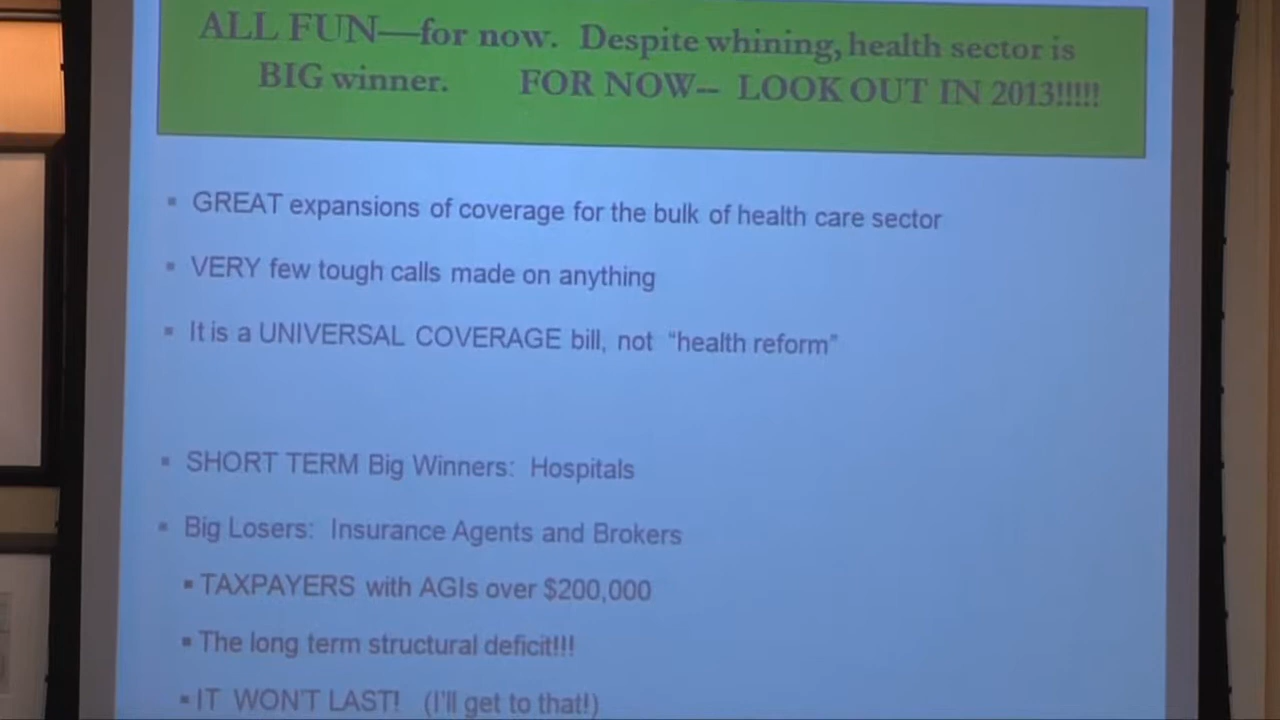 ALL FUN—for now. Despite whining, health sector is
BIG winner. FOR NOW-- LOOK OUT IN 2013!!!!!
▪ GREAT expansions of coverage for the bulk of health care sector
▪ VERY few tough calls made on anything
▪ It is a UNIVERSAL COVERAGE bill, not “health reform”
▪ SHORT TERM Big Winners: Hospitals
▪ Big Losers: Insurance Agents and Brokers
▪ TAXPAYERS with AGIs over $200,000
▪ The long term structural deficit!!!
▪ IT WON'T LAST! (I'll get to that!)